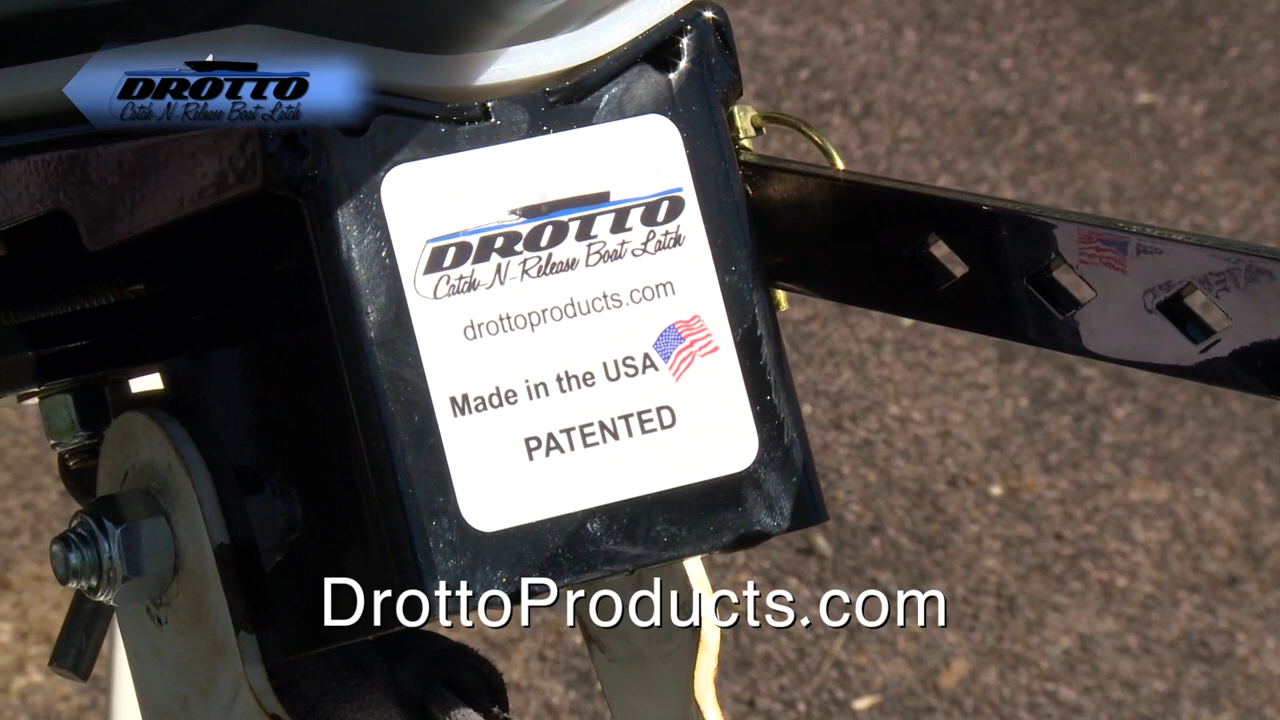 DROTTO
Catch-N-Release Boat Latch
DROTTO
Catch-N-Release Boat Latch
drottoproducts.com
Made in the USA
PATENTED
DrottoProducts.com